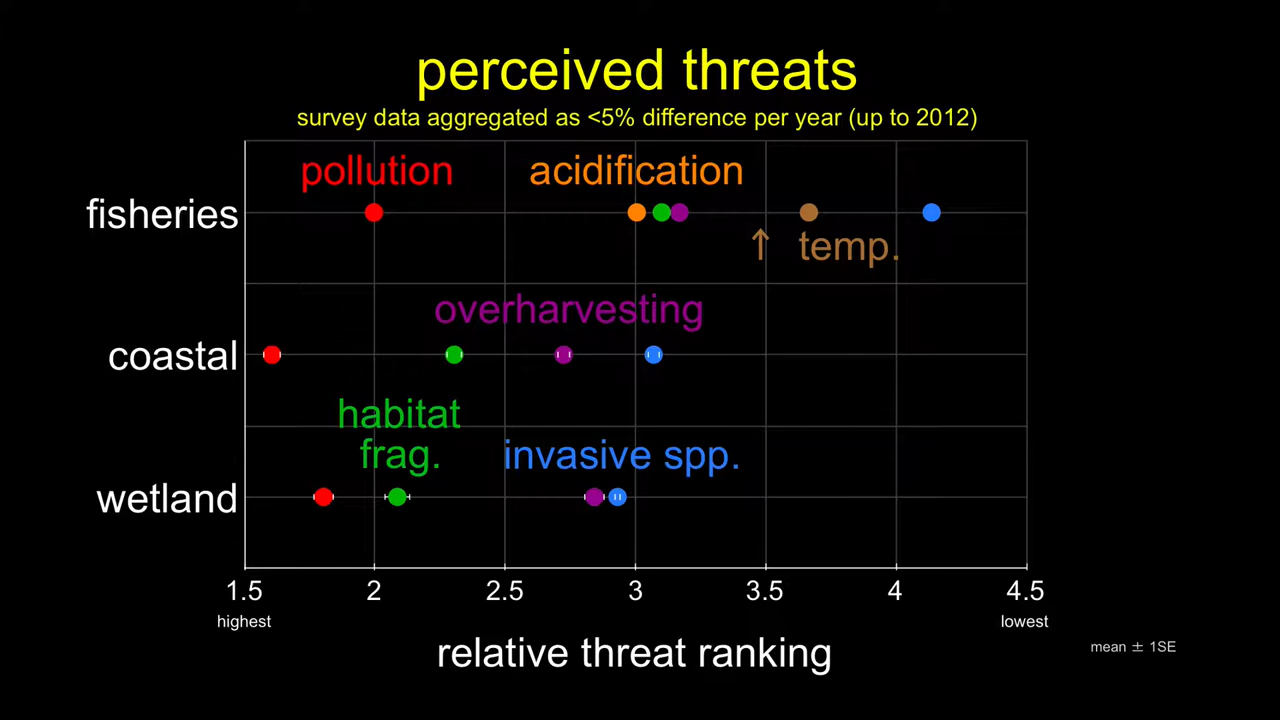 perceived threats
survey data aggregated as <5% difference per year (up to 2012)
pollution acidification
fisheries
↑ temp.
overharvesting
coastal
habitat
frag. invasive spp.
wetland
1.5 2 2.5 3 3.5 4 4.5
highest lowest
relative threat ranking
mean ± 1SE